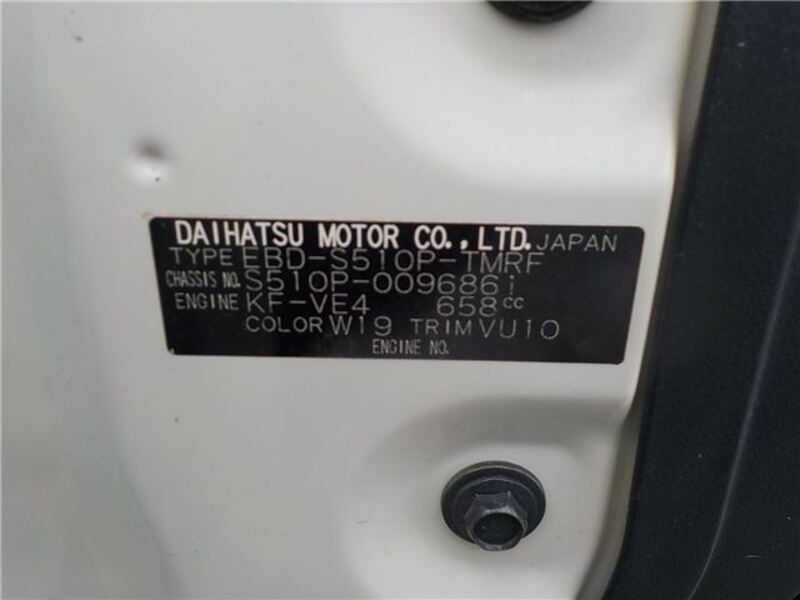 DAIHATSU MOTOR CO., LTD. JAPAN
TYPE EBD-S510P-TMRF
CHASSIS NO. S510P-0096861
ENGINE KF-VE4 658cc
COLOR W19 TRIM VU10
ENGINE NO.